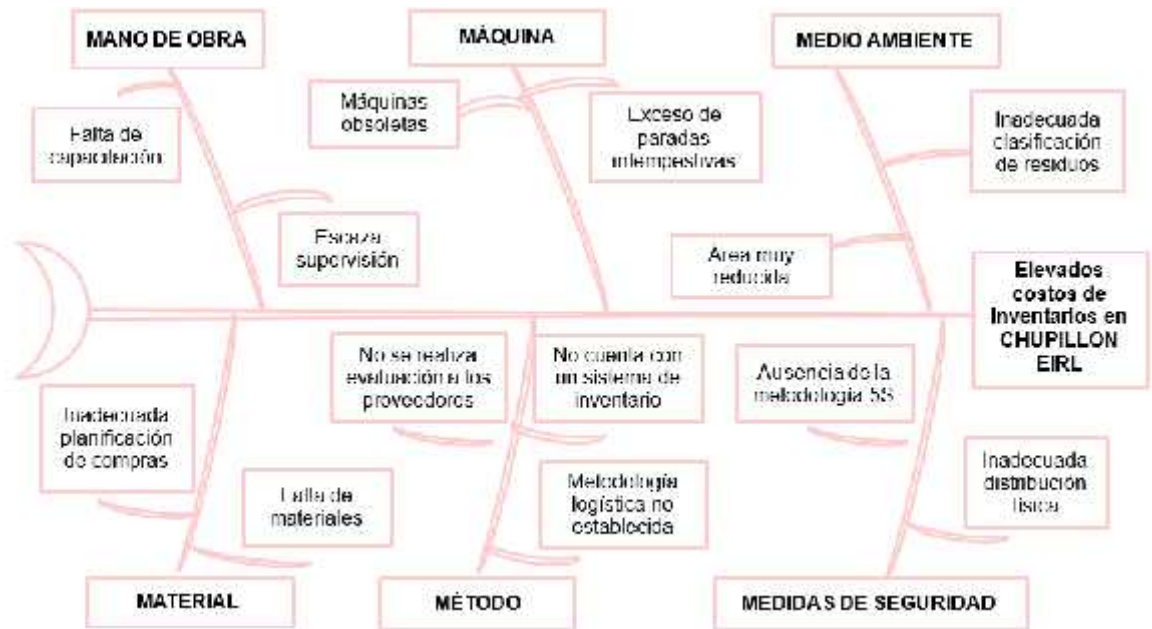 MANO DE OBRA
MÁQUINA
MEDIO AMBIENTE
Falta de
capacitación
Escaza
supervisión
Máquinas
obsoletas
Exceso de
paradas
intempestivas
Inadecuada
clasificación
de residuos
Área muy
reducida
Elevados
costos de
Inventarios en
CHUPILLON
EIRL
Inadecuada
planificación
de compras
Falta de
materiales
No se realiza
evaluación a los
proveedores
No cuenta con
un sistema de
inventario
Metodología
logística no
establecida
Ausencia de la
metodología 5S
Inadecuada
distribución
física
MATERIAL
MÉTODO
MEDIDAS DE SEGURIDAD